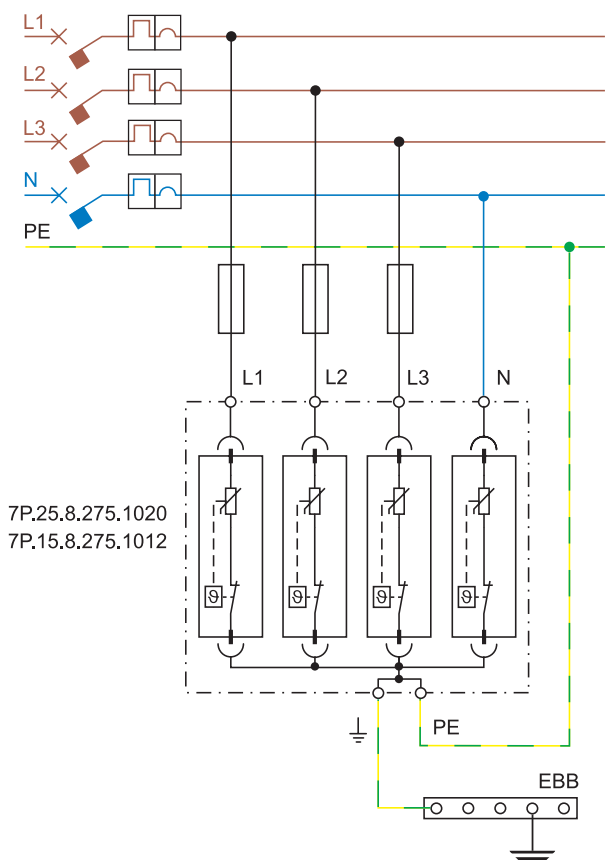 L1
L2
L3
N
PE
L1 L2 L3 N
7P.25.8.275.1020
7P.15.8.275.1012
ϑ ϑ ϑ ϑ
PE
EBB